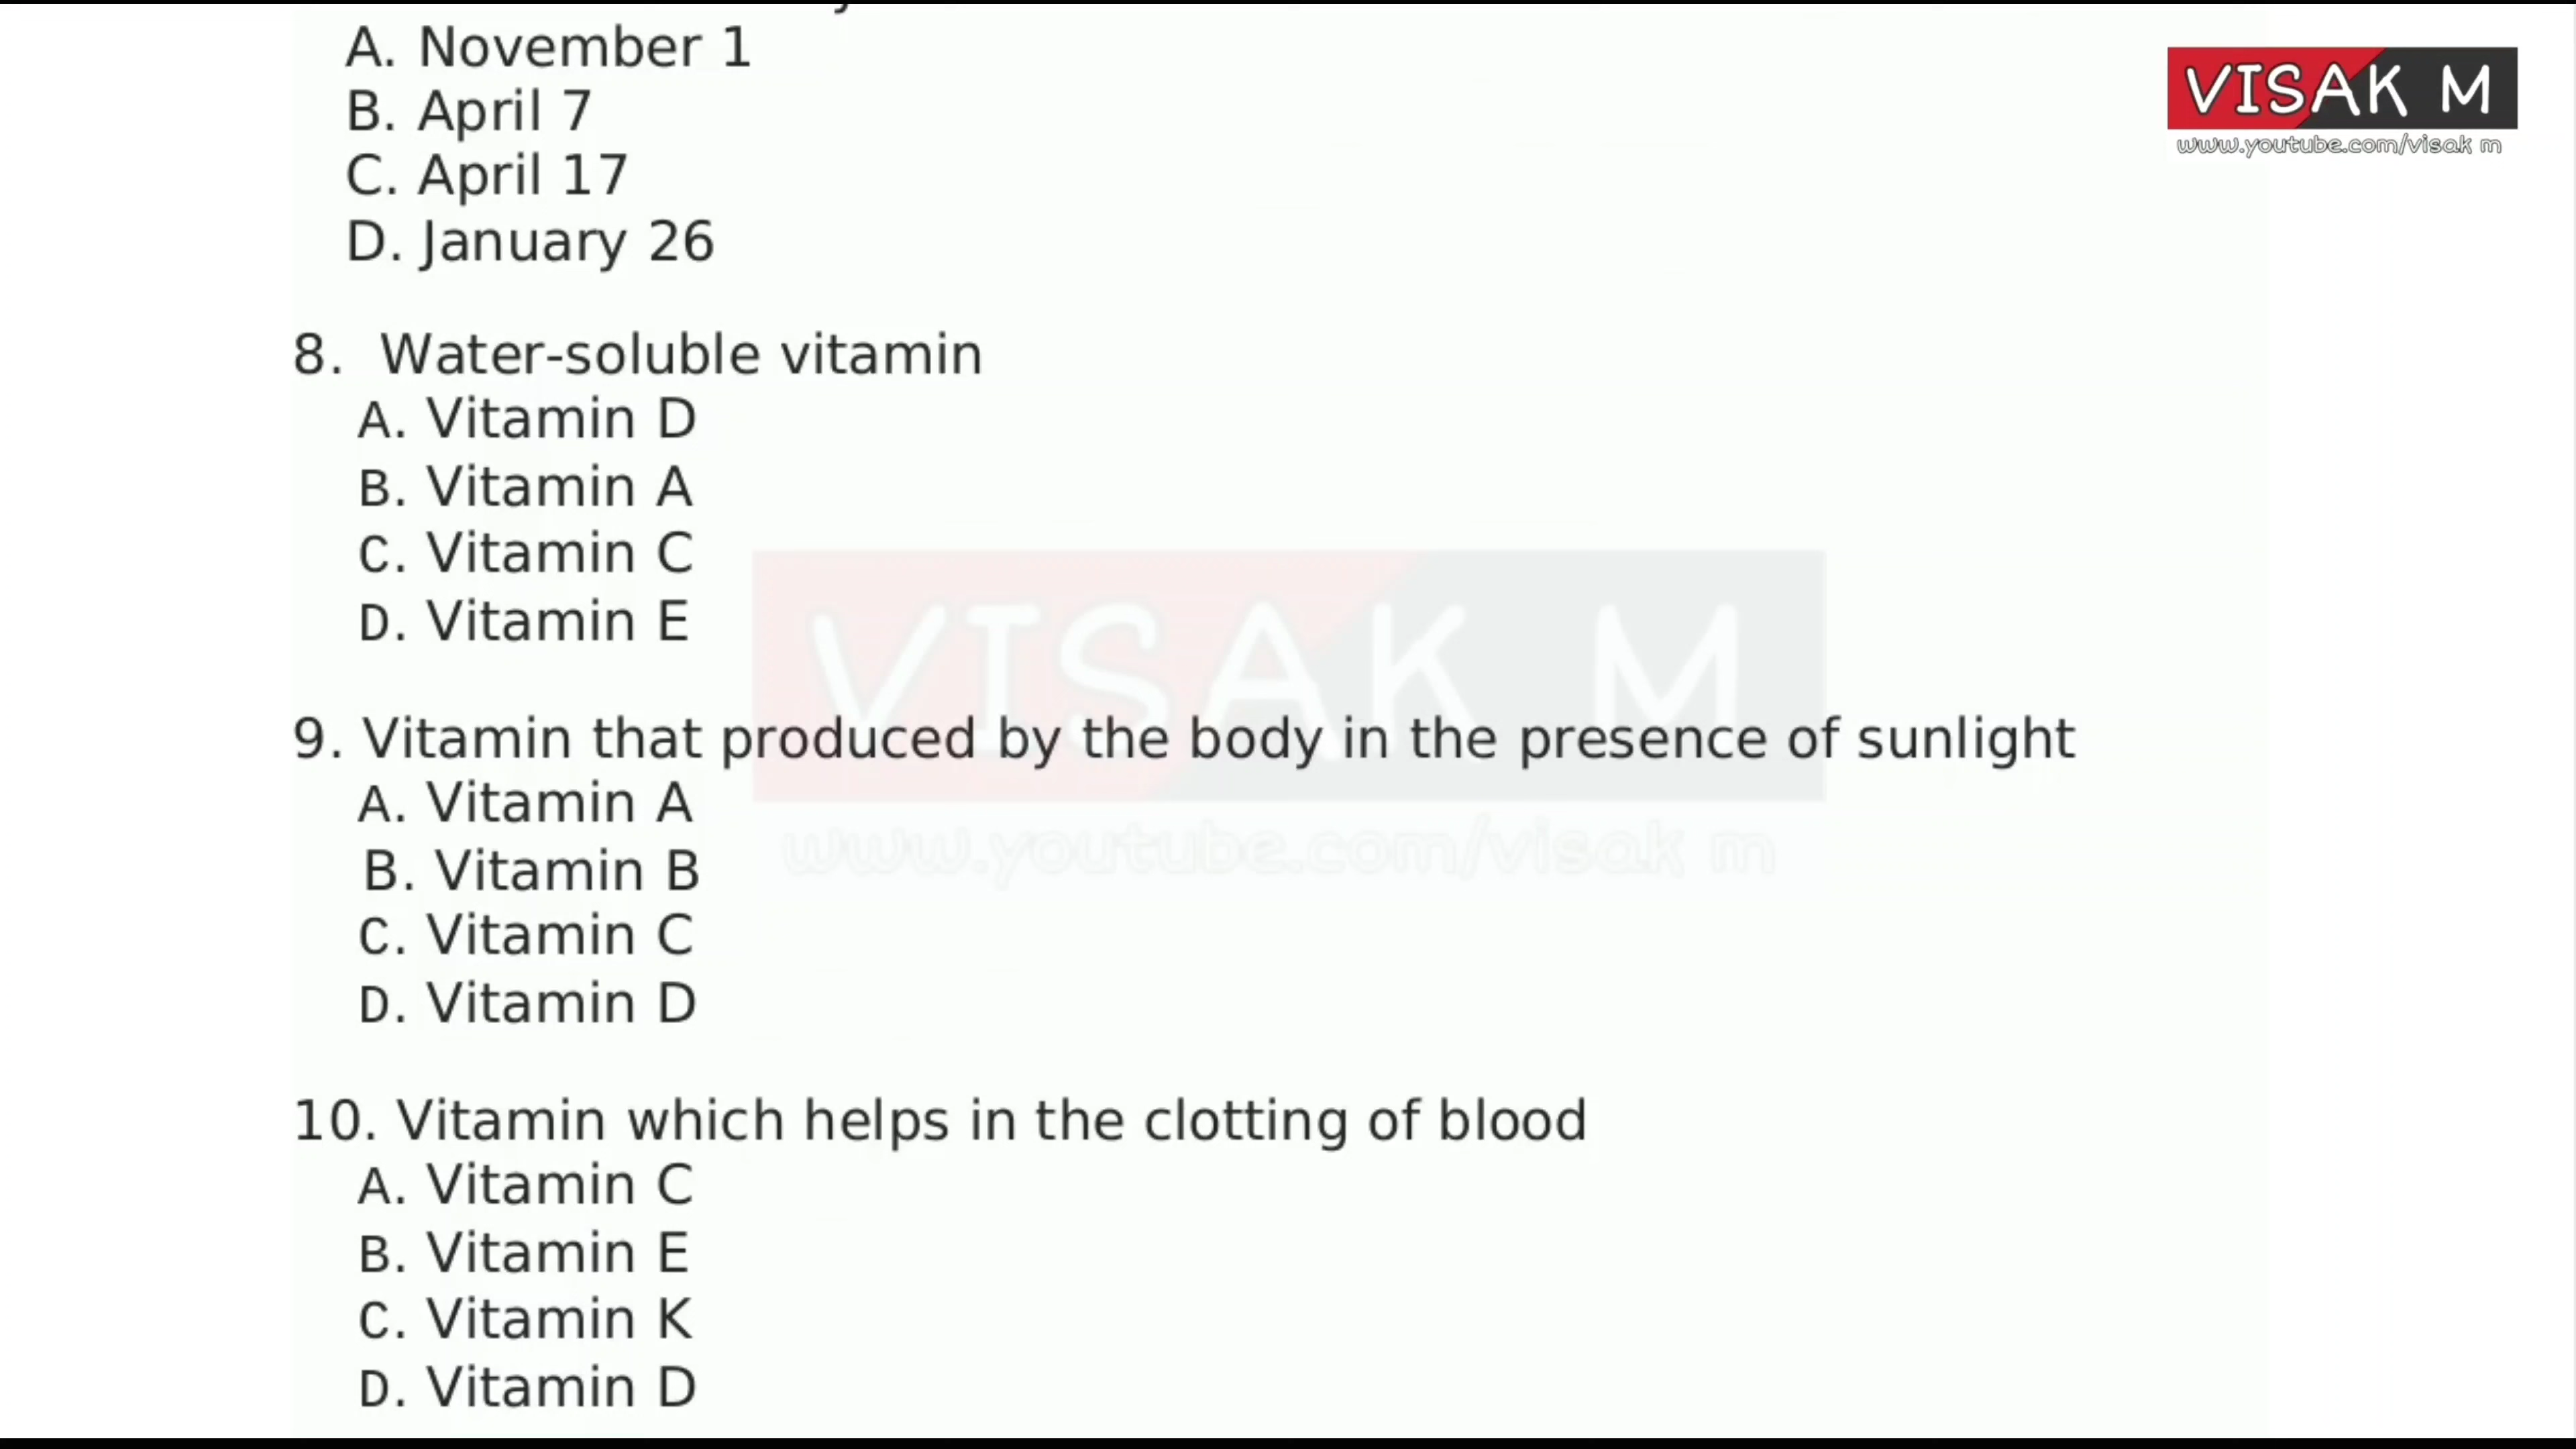 A. November 1
VISAK M
B. April 7
www.youtube.com/visak m
C. April 17
D. January 26
8. Water-soluble vitamin
A. Vitamin D
B. Vitamin A
C. Vitamin C
D. Vitamin E
VISAK M
9. Vitamin that produced by the body in the presence of sunlight
A. Vitamin A
www.youtube.com/visak m
B. Vitamin B
C. Vitamin C
D. Vitamin D
10. Vitamin which helps in the clotting of blood
A. Vitamin C
B. Vitamin E
C. Vitamin K
D. Vitamin D